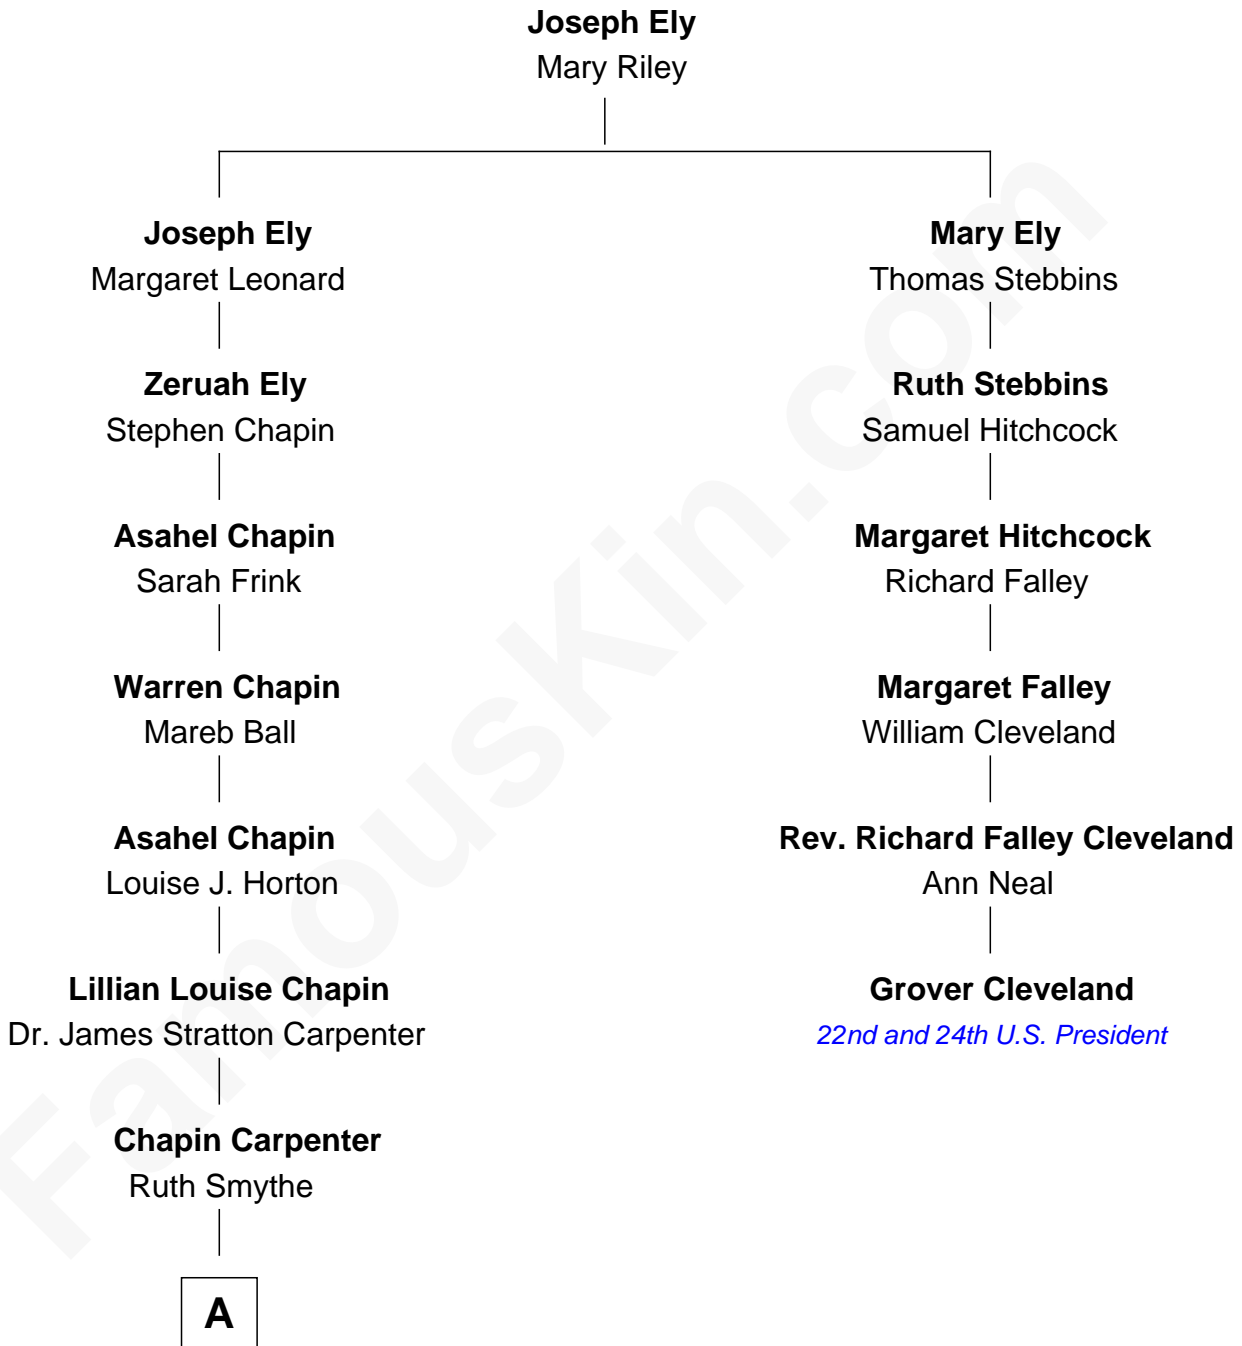 Joseph Ely
Mary Riley
Joseph Ely
Margaret Leonard
Mary Ely
Thomas Stebbins
Zeruah Ely
Stephen Chapin
Ruth Stebbins
Samuel Hitchcock
Asahel Chapin
Sarah Frink
Margaret Hitchcock
Richard Falley
Warren Chapin
Mareb Ball
Margaret Falley
William Cleveland
Asahel Chapin
Louise J. Horton
Rev. Richard Falley Cleveland
Ann Neal
Lillian Louise Chapin
Dr. James Stratton Carpenter
Grover Cleveland
22nd and 24th U.S. President
Chapin Carpenter
Ruth Smythe
A
FamousKin.com